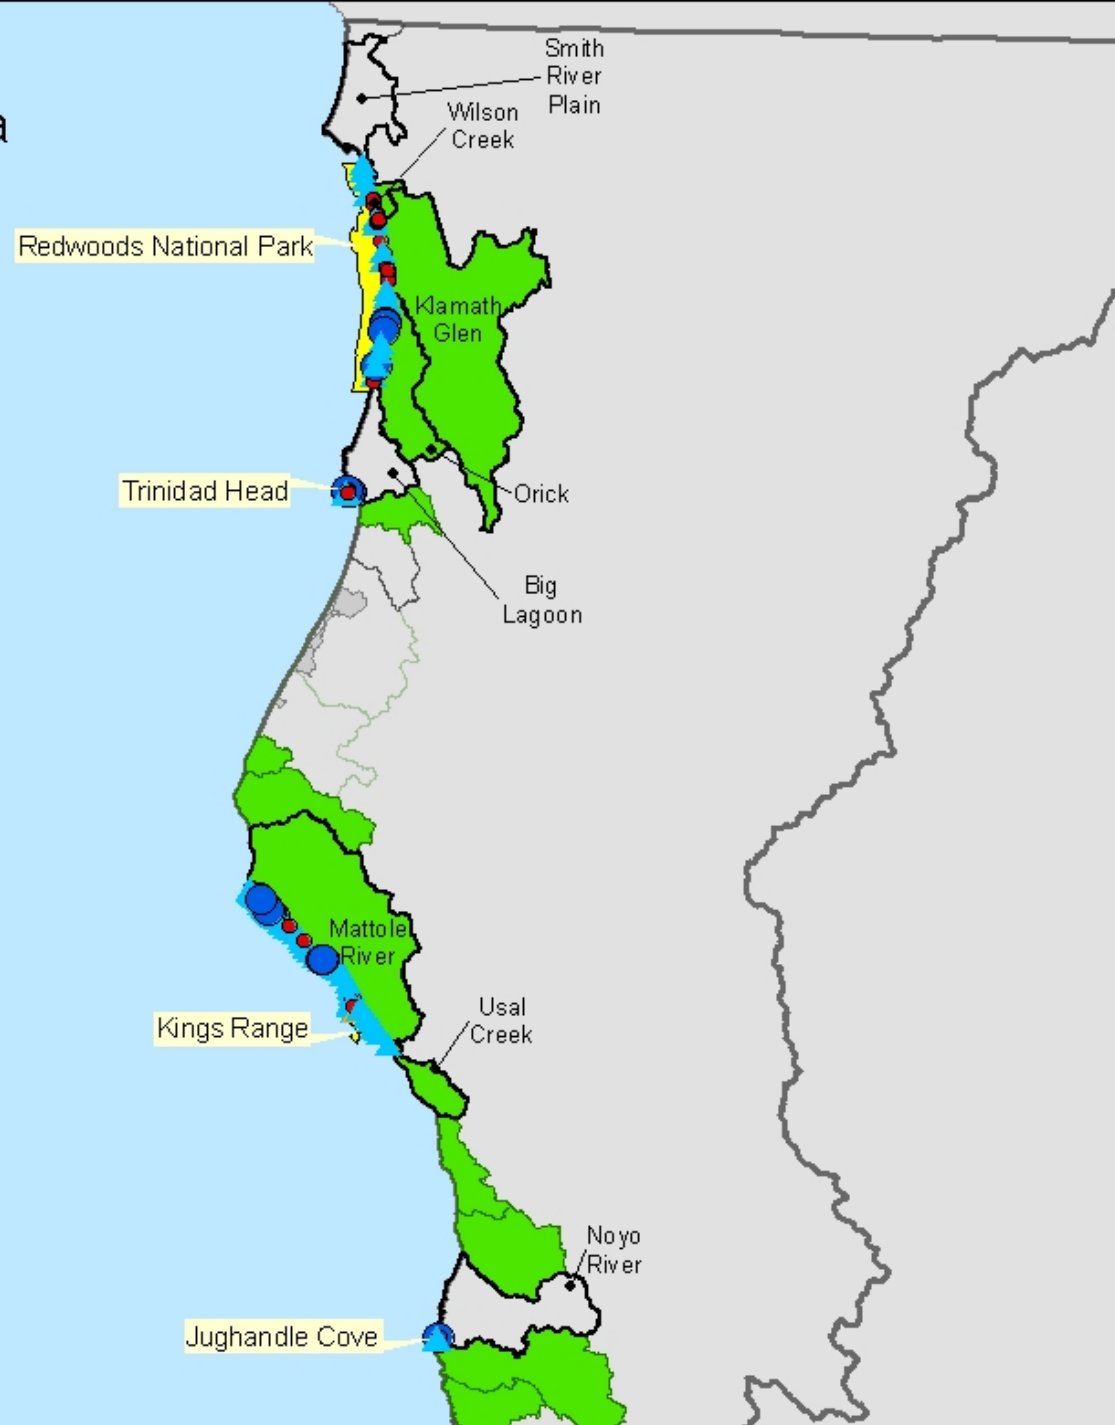 Smith
River
Plain
Wilson
Creek
a
Redwoods National Park
Klamath
Glen
Trinidad Head
Orick
Big
Lagoon
Mattole
River
Usal
Creek
Kings Range
Noyo
River
Jughandle Cove